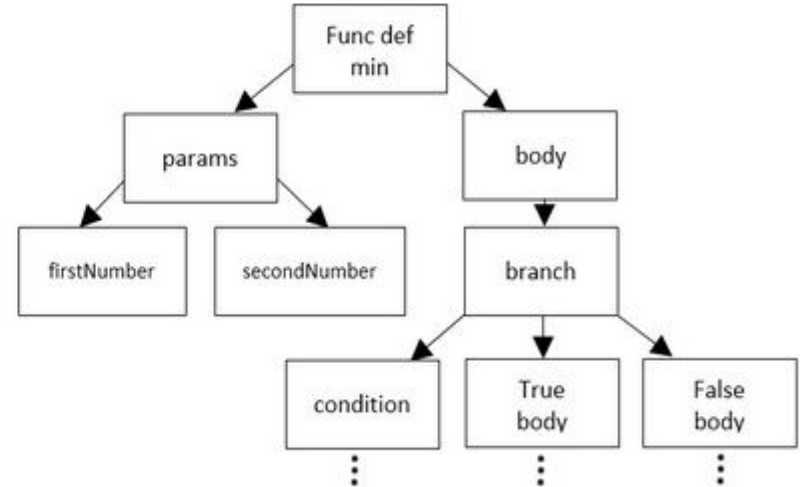 Func def
min
params
body
firstNumber
secondNumber
branch
condition
True
body
False
body